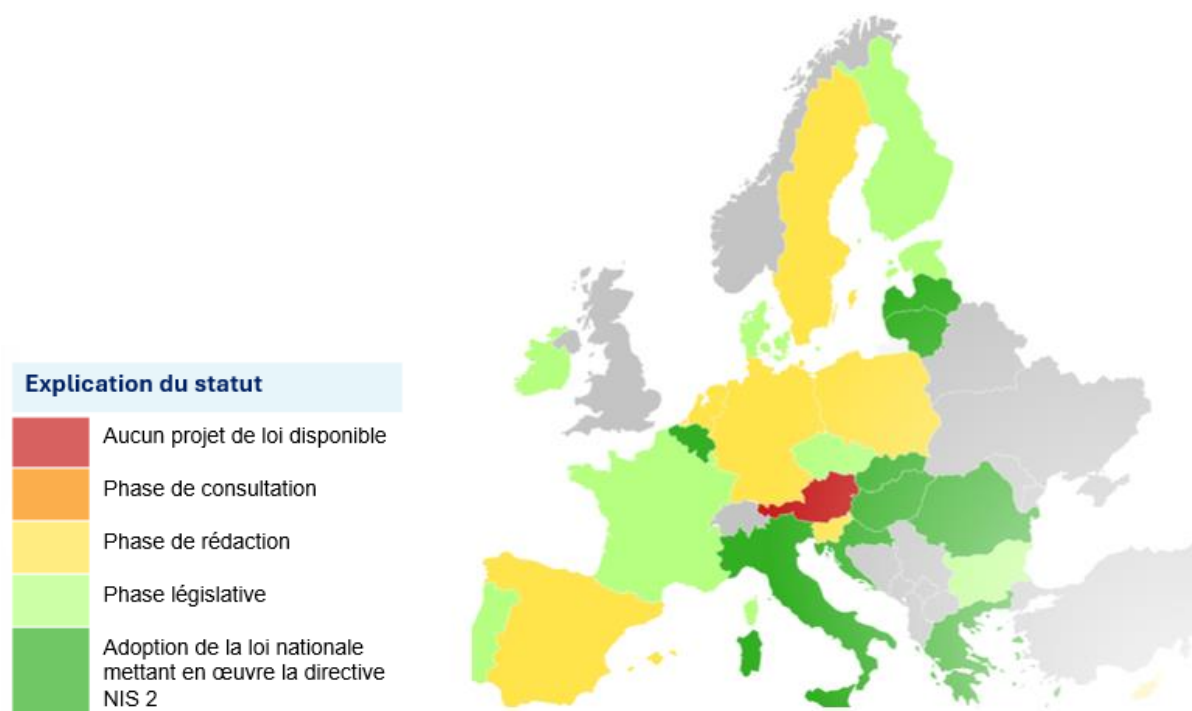 Explication du statut
Aucun projet de loi disponible
Phase de consultation
Phase de rédaction
Phase législative
Adoption de la loi nationale
mettant en œuvre la directive
NIS 2